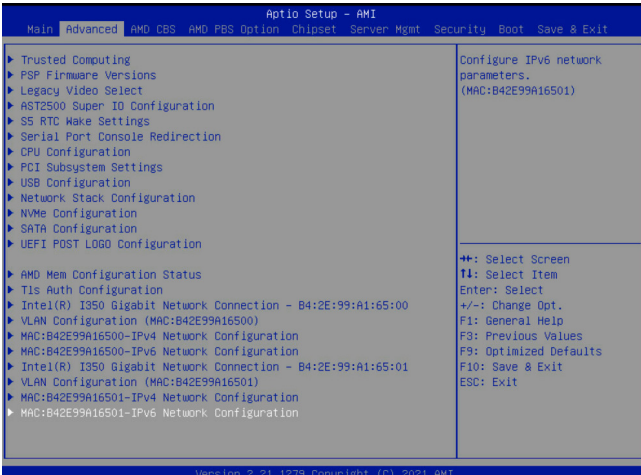 Aptio Setup – AMI
Main Advanced AMD CBS AMD PBS Option Chipset Server Mgmt Security Boot Save & Exit
Trusted Computing
PSP Firmware Versions
Legacy Video Select
AST2500 Super IO Configuration
S5 RTC Wake Settings
Serial Port Console Redirection
CPU Configuration
PCI Subsystem Settings
USB Configuration
Network Stack Configuration
NVMe Configuration
SATA Configuration
UEFI POST LOGO Configuration
AMD Mem Configuration Status
Tls Auth Configuration
Intel(R) I350 Gigabit Network Connection – B4:2E:99:A1:65:00
VLAN Configuration (MAC:B42E99A16500)
MAC:B42E99A16500-IPv4 Network Configuration
MAC:B42E99A16500-IPv6 Network Configuration
Intel(R) I350 Gigabit Network Connection – B4:2E:99:A1:65:01
VLAN Configuration (MAC:B42E99A16501)
MAC:B42E99A16501-IPv4 Network Configuration
MAC:B42E99A16501-IPv6 Network Configuration
Configure IPv6 network
parameters.
(MAC:B42E99A16501)
→←: Select Screen
↑↓: Select Item
Enter: Select
+/-: Change Opt.
F1: General Help
F3: Previous Values
F9: Optimized Defaults
F10: Save & Exit
ESC: Exit
Version 2.21.1279 Copyright (C) 2021 AMI